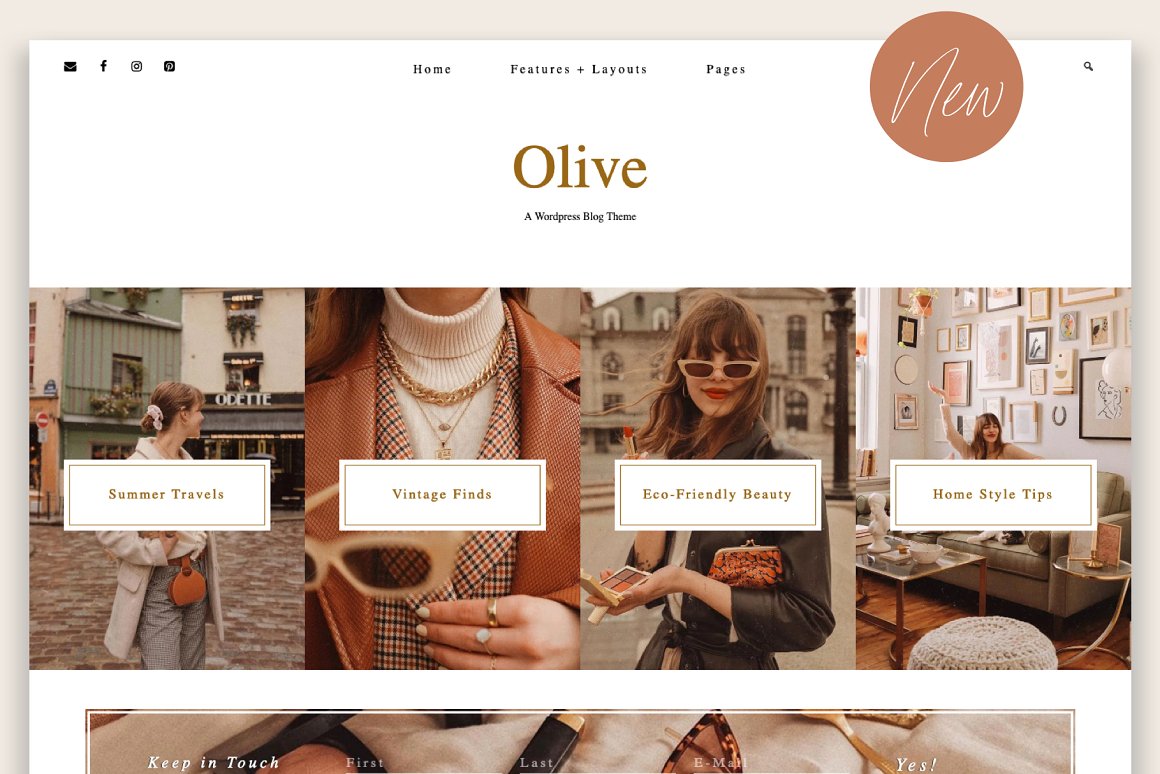 Home Features + Layouts Pages
New
Olive
A Wordpress Blog Theme
ODETTE
ODETTE
Summer Travels
Vintage Finds
Eco-Friendly Beauty
Home Style Tips
Keep in Touch
First
Last
E-Mail
Yes!